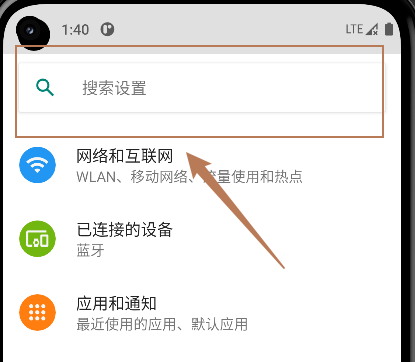 1:40 LTE
搜索设置
网络和互联网
WLAN、移动网络、流量使用和热点
已连接的设备
蓝牙
应用和通知
最近使用的应用、默认应用